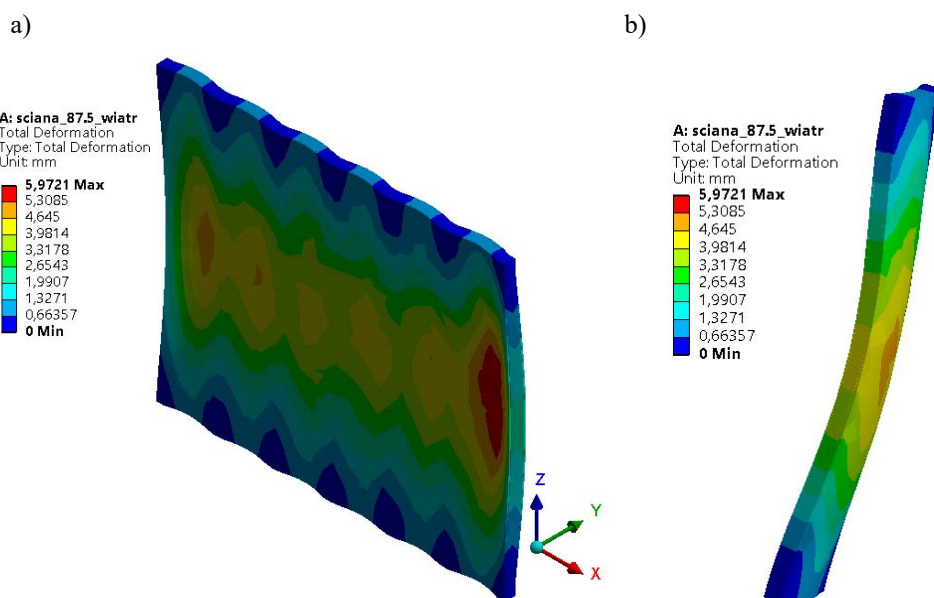 a)
b)
A: sciana_87.5_wiatr
Total Deformation
Type: Total Deformation
Unit: mm
5,9721 Max
5,3085
4,645
3,9814
3,3178
2,6543
1,9907
1,3271
0,66357
0 Min
Z
Y
X
A: sciana_87.5_wiatr
Total Deformation
Type: Total Deformation
Unit: mm
5,9721 Max
5,3085
4,645
3,9814
3,3178
2,6543
1,9907
1,3271
0,66357
0 Min